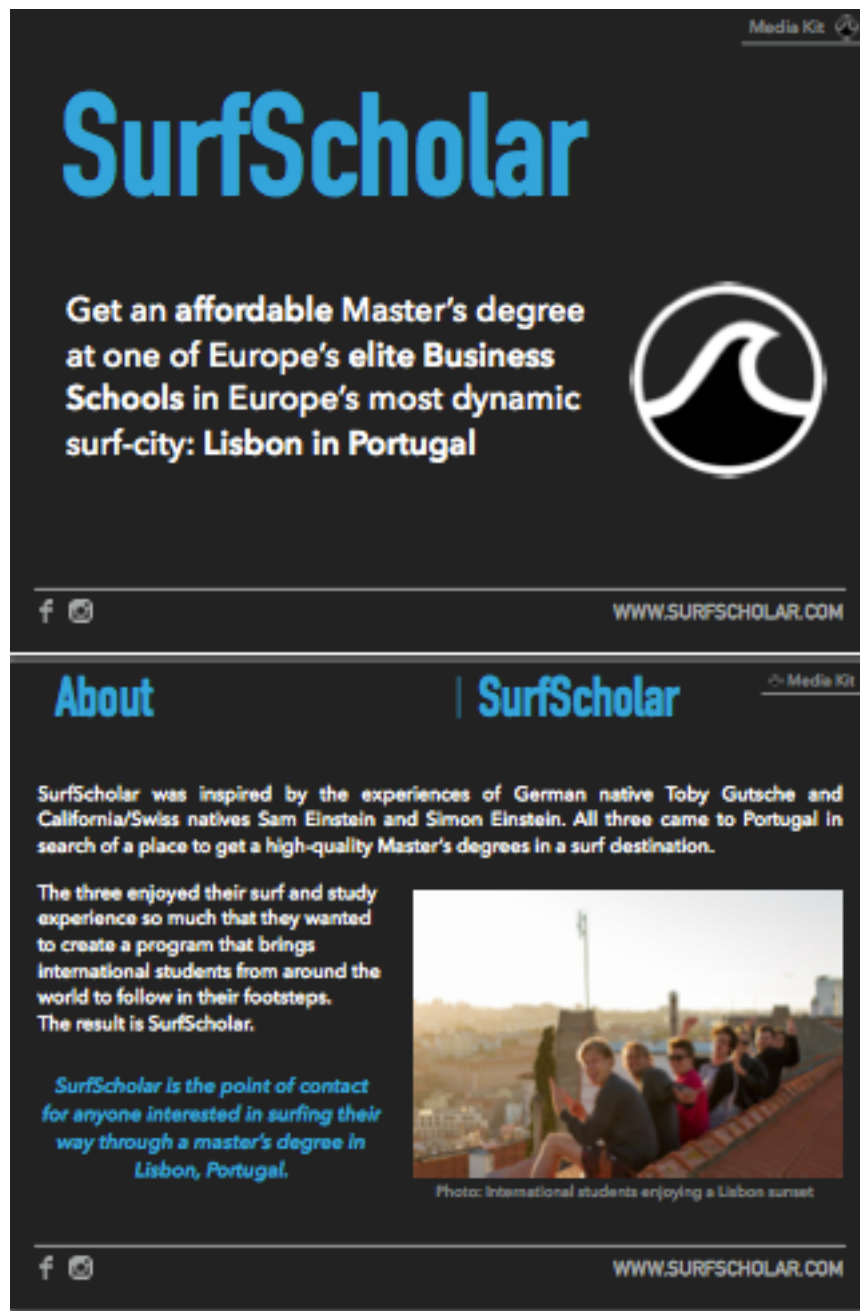 Media Kit
SurfScholar
Get an affordable Master's degree
at one of Europe's elite Business
Schools in Europe's most dynamic
surf-city: Lisbon in Portugal
WWW.SURFSCHOLAR.COM
About | SurfScholar
Media Kit
SurfScholar was inspired by the experiences of German native Toby Gutsche and
California/Swiss natives Sam Einstein and Simon Einstein. All three came to Portugal in
search of a place to get a high-quality Master's degrees in a surf destination.
The three enjoyed their surf and study
experience so much that they wanted
to create a program that brings
international students from around the
world to follow in their footsteps.
The result is SurfScholar.
SurfScholar is the point of contact
for anyone interested in surfing their
way through a master's degree in
Lisbon, Portugal.
Photo: International students enjoying a Lisbon sunset
WWW.SURFSCHOLAR.COM